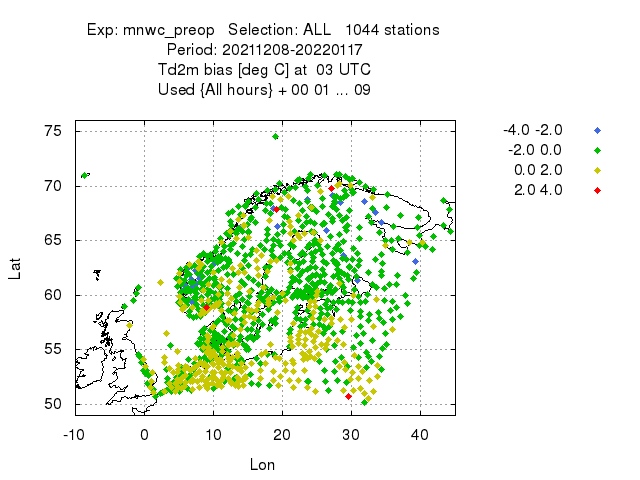 Exp: mnwc_preop   Selection: ALL   1044 stations
Period: 20211208-20220117
Td2m bias [deg C] at  03 UTC
Used {All hours} + 00 01 ... 09
-4.0 -2.0
-2.0 0.0
0.0 2.0
2.0 4.0
75
70
65
60
55
50
Lat
-10 0 10 20 30 40
Lon